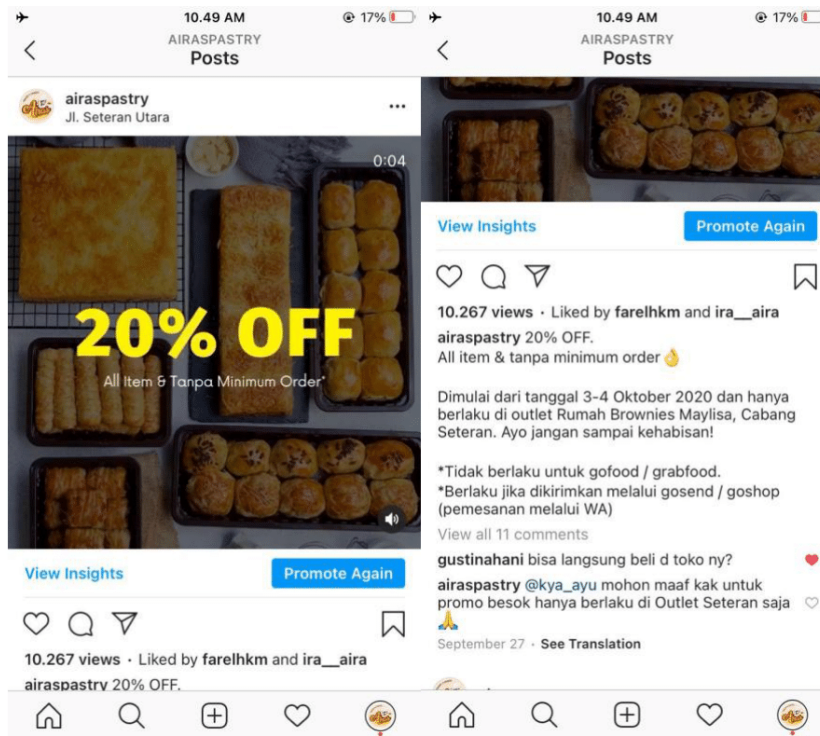 10.49 AM
17%
AIRASPASTRY
Posts
airaspastry
Jl. Seteran Utara
0:04
20% OFF
All Item & Tanpa Minimum Order*
View Insights
Promote Again
10.267 views · Liked by farelhkm and ira__aira
airaspastry 20% OFF.
10.49 AM
17%
AIRASPASTRY
Posts
View Insights
Promote Again
10.267 views · Liked by farelhkm and ira__aira
airaspastry 20% OFF.
All item & tanpa minimum order👌
Dimulai dari tanggal 3-4 Oktober 2020 dan hanya
berlaku di outlet Rumah Brownies Maylisa, Cabang
Seteran. Ayo jangan sampai kehabisan!
*Tidak berlaku untuk gofood / grabfood.
*Berlaku jika dikirimkan melalui gosend / goshop
(pemesanan melalui WA)
View all 11 comments
gustinahani bisa langsung beli d toko ny?
airaspastry @kya_ayu mohon maaf kak untuk
promo besok hanya berlaku di Outlet Seteran saja
🙏
September 27 · See Translation